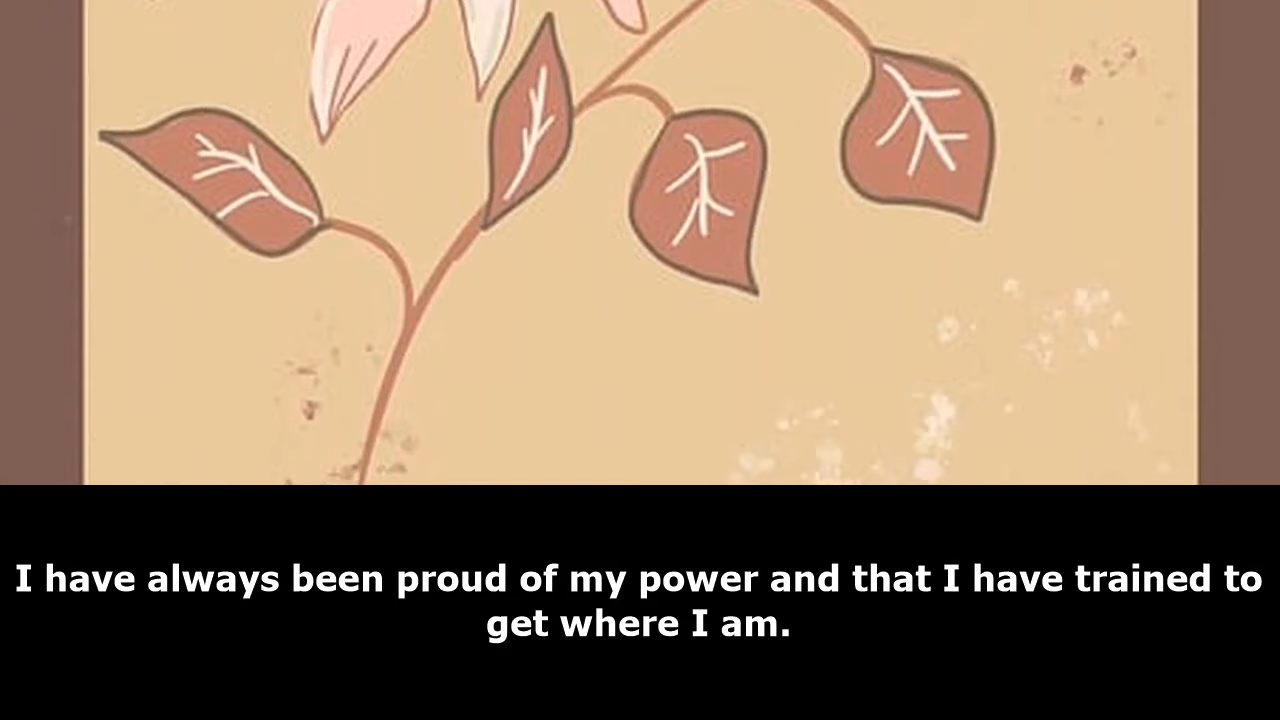 I have always been proud of my power and that I have trained to
get where I am.